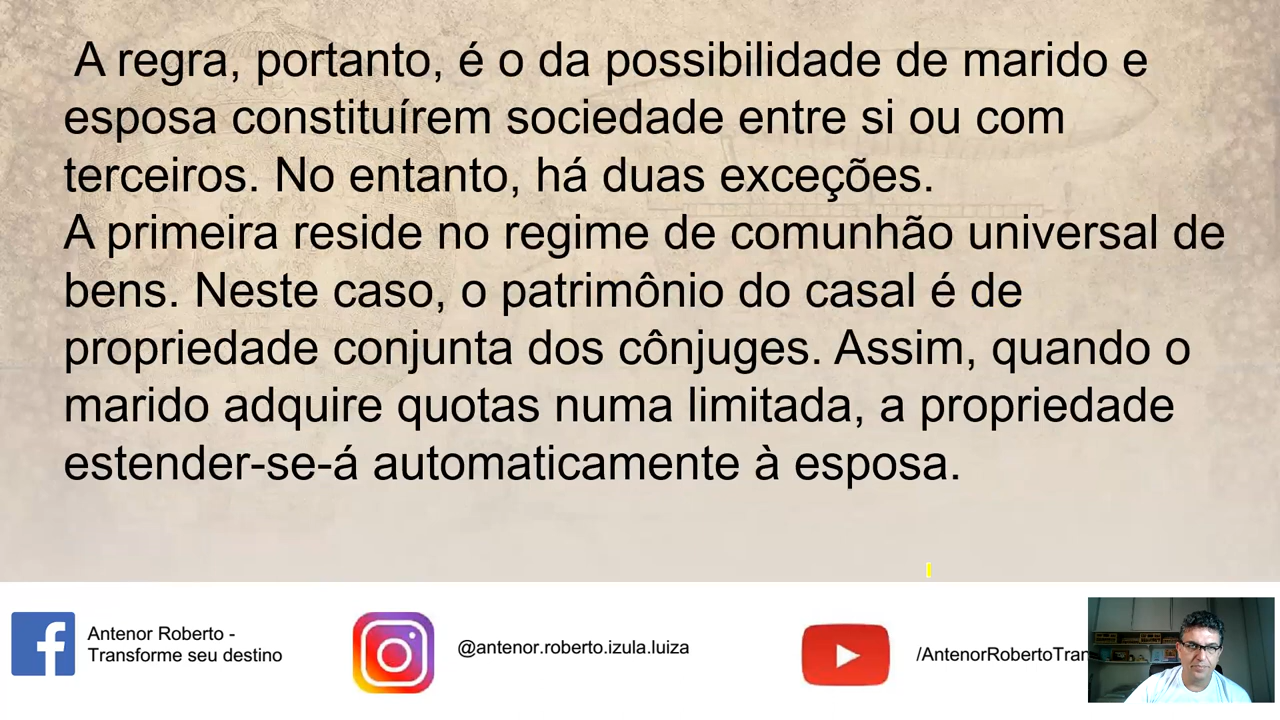 A regra, portanto, é o da possibilidade de marido e
esposa constituírem sociedade entre si ou com
terceiros. No entanto, há duas exceções.
A primeira reside no regime de comunhão universal de
bens. Neste caso, o patrimônio do casal é de
propriedade conjunta dos cônjuges. Assim, quando o
marido adquire quotas numa limitada, a propriedade
estender-se-á automaticamente à esposa.
Antenor Roberto -
Transforme seu destino
@antenor.roberto.izula.luiza
/AntenorRobertoTran